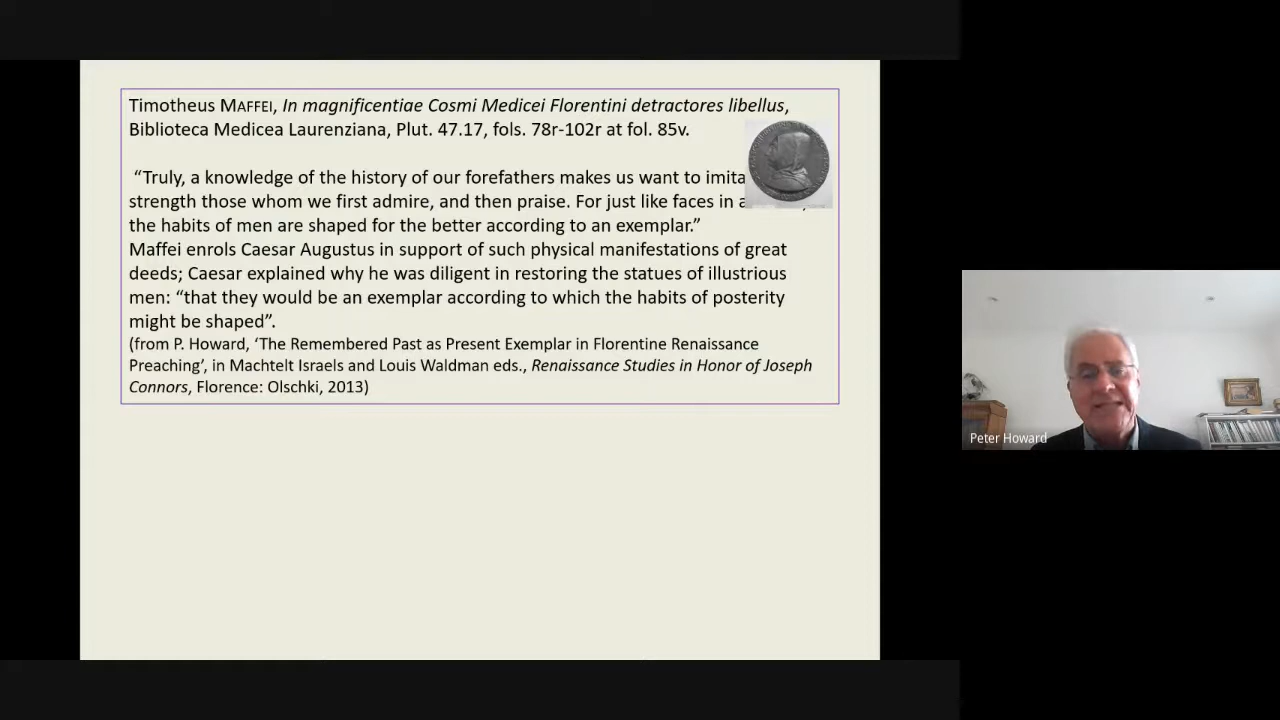 Timotheus MAFFEI, In magnificentiae Cosmi Medicei Florentini detractores libellus,
Biblioteca Medicea Laurenziana, Plut. 47.17, fols. 78r-102r at fol. 85v.
“Truly, a knowledge of the history of our forefathers makes us want to
strength those whom we first admire, and then praise. For just like faces in
the habits of men are shaped for the better according to an exemplar.”
Maffei enrols Caesar Augustus in support of such physical manifestations of great
deeds; Caesar explained why he was diligent in restoring the statues of illustrious
men: “that they would be an exemplar according to which the habits of posterity
might be shaped”.
(from P. Howard, ‘The Remembered Past as Present Exemplar in Florentine Renaissance
Preaching’, in Machtelt Israels and Louis Waldman eds., Renaissance Studies in Honor of Joseph
Connors, Florence: Olschki, 2013)
Peter Howard